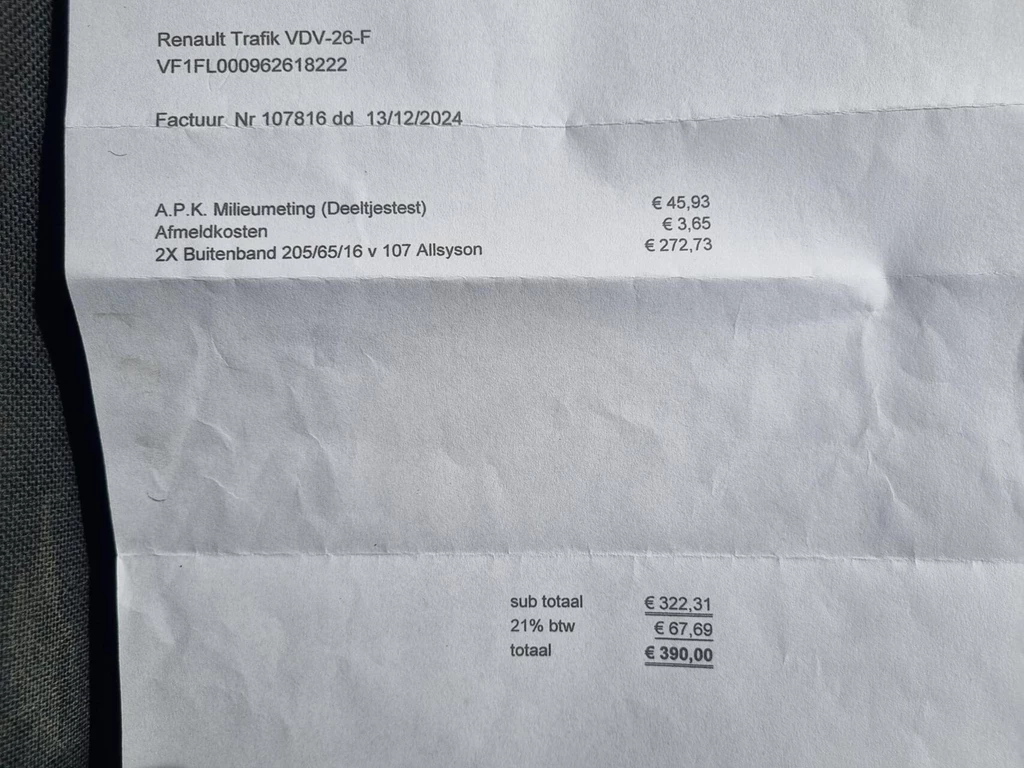 Renault Trafik VDV-26-F
VF1FL000962618222
Factuur Nr 107816 dd 13/12/2024
A.P.K. Milieumeting (Deeltjestest) € 45,93
Afmeldkosten € 3,65
2X Buitenband 205/65/16 v 107 Allsyson € 272,73
sub totaal € 322,31
21% btw € 67,69
totaal € 390,00